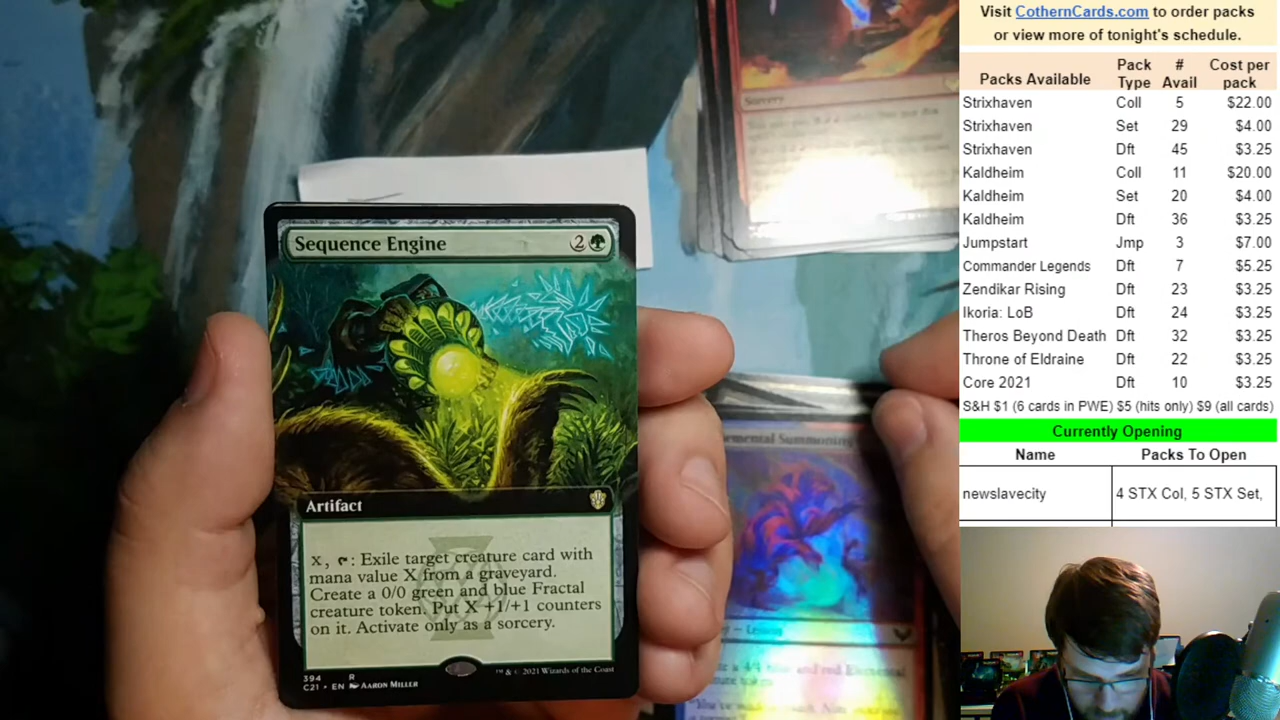 Sequence Engine 2
Artifact
X, T: Exile target creature card with
mana value X from a graveyard.
Create a 0/0 green and blue Fractal
creature token. Put X +1/+1 counters
on it. Activate only as a sorcery.
394 R
C21 • EN AARON MILLER
™ & © 2021 Wizards of the Coast
Sorcery
Summoning
Visit CothernCards.com to order packs
or view more of tonight's schedule.
Packs Available Pack Type # Avail Cost per pack
Strixhaven Coll 5 $22.00
Strixhaven Set 29 $4.00
Strixhaven Dft 45 $3.25
Kaldheim Coll 11 $20.00
Kaldheim Set 20 $4.00
Kaldheim Dft 36 $3.25
Jumpstart Jmp 3 $7.00
Commander Legends Dft 7 $5.25
Zendikar Rising Dft 23 $3.25
Ikoria: LoB Dft 24 $3.25
Theros Beyond Death Dft 32 $3.25
Throne of Eldraine Dft 22 $3.25
Core 2021 Dft 10 $3.25
S&H $1 (6 cards in PWE) $5 (hits only) $9 (all cards)
Currently Opening
Name Packs To Open
newslavecity 4 STX Col, 5 STX Set,